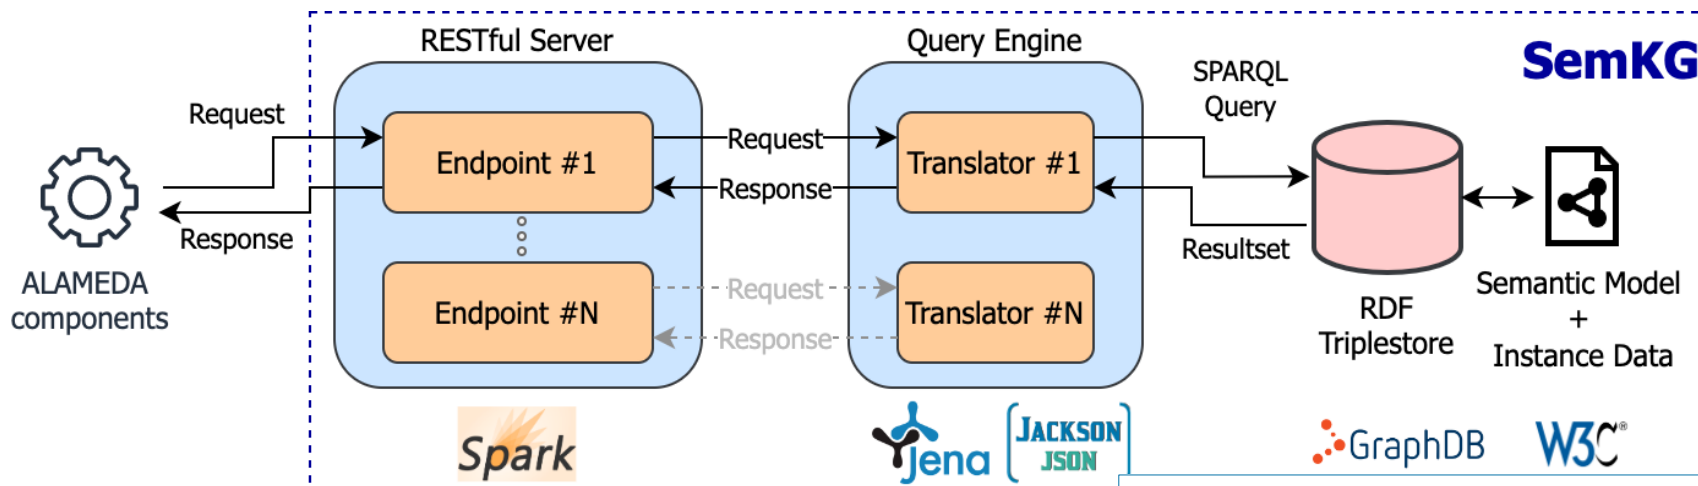 RESTful Server
Query Engine
SemKG
SPARQL
Query
Request
Endpoint #1
Request
Translator #1
Response
Response
Resultset
ALAMEDA
components
Endpoint #N
Request
Translator #N
Response
RDF
Triplestore
Semantic Model
+
Instance Data
Spark
Jena
JACKSON
JSON
GraphDB
W3C®